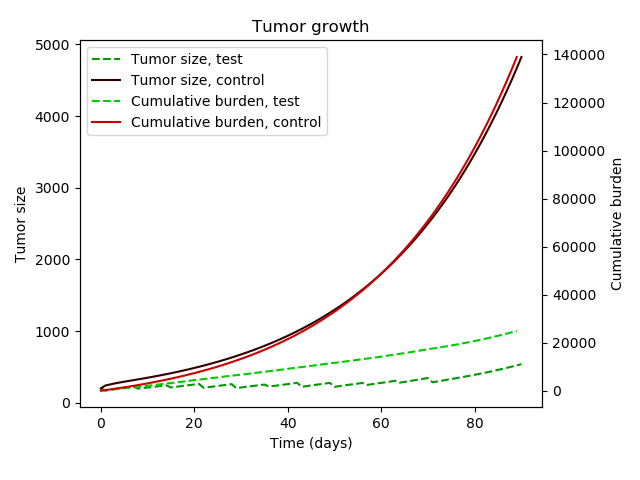 Tumor growth
Tumor size, test
Tumor size, control
Cumulative burden, test
Cumulative burden, control
Tumor size
5000
4000
3000
2000
1000
0
140000
120000
100000
80000
60000
40000
20000
0
Cumulative burden
0 20 40 60 80
Time (days)